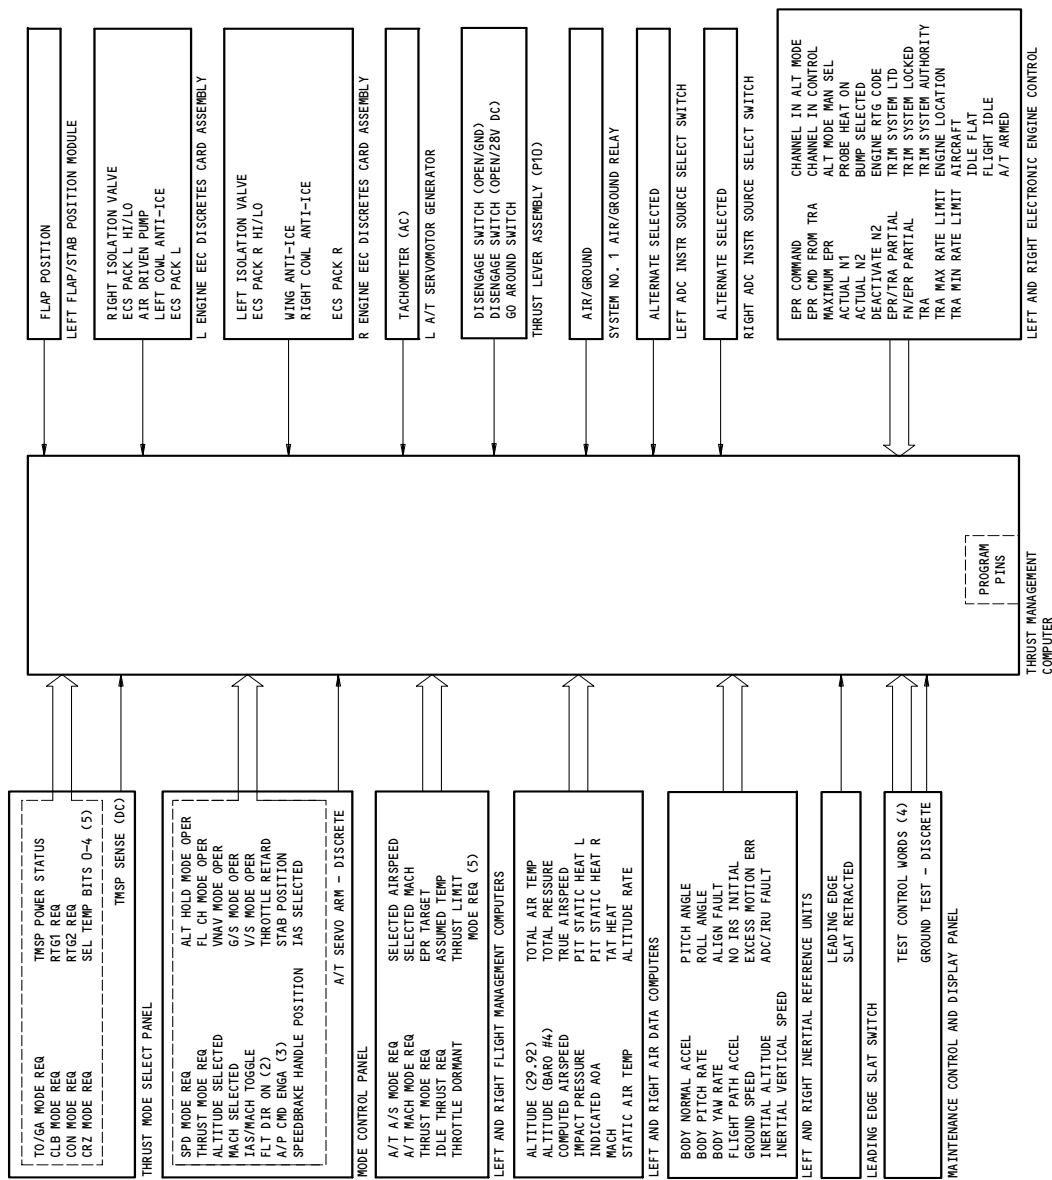 TO/GA MODE REQ
CLB MODE REQ
CON MODE REQ
CRZ MODE REQ
TMSP POWER STATUS
RTG1 REQ
RTG2 REQ
SEL TEMP BITS 0-4 (5)
TMSP SENSE (DC)
THRUST MODE SELECT PANEL
SPD MODE REQ
THRUST MODE REQ
ALTITUDE SELECTED
MACH SELECTED
IAS/MACH TOGGLE
FLT DIR ON (2)
A/P CMD ENGA (3)
SPEEDBRAKE HANDLE POSITION
ALT HOLD MODE OPER
FL CH MODE OPER
VNAV MODE OPER
G/S MODE OPER
V/S MODE OPER
THROTTLE RETARD
STAB POSITION
IAS SELECTED
A/T SERVO ARM - DISCRETE
MODE CONTROL PANEL
A/T A/S MODE REQ
A/T MACH MODE REQ
THRUST MODE REQ
IDLE THRUST REQ
THROTTLE DORMANT
SELECTED AIRSPEED
SELECTED MACH
EPR TARGET
ASSUMED TEMP
THRUST LIMIT
MODE REQ (5)
LEFT AND RIGHT FLIGHT MANAGEMENT COMPUTERS
ALTITUDE (29.92)
ALTITUDE (BARO #4)
COMPUTED AIRSPEED
IMPACT PRESSURE
INDICATED AOA
MACH
STATIC AIR TEMP
TOTAL AIR TEMP
TOTAL PRESSURE
TRUE AIRSPEED
PIT STATIC HEAT L
PIT STATIC HEAT R
TAT HEAT
ALTITUDE RATE
LEFT AND RIGHT AIR DATA COMPUTERS
BODY NORMAL ACCEL
BODY PITCH RATE
BODY YAW RATE
FLIGHT PATH ACCEL
GROUND SPEED
INERTIAL ALTITUDE
INERTIAL VERTICAL SPEED
PITCH ANGLE
ROLL ANGLE
ALIGN FAULT
NO IRS INITIAL
EXCESS MOTION ERR
ADC/IRU FAULT
LEFT AND RIGHT INERTIAL REFERENCE UNITS
LEADING EDGE
SLAT RETRACTED
LEADING EDGE SLAT SWITCH
TEST CONTROL WORDS (4)
GROUND TEST - DISCRETE
MAINTENANCE CONTROL AND DISPLAY PANEL
PROGRAM
PINS
THRUST MANAGEMENT
COMPUTER
FLAP POSITION
LEFT FLAP/STAB POSITION MODULE
RIGHT ISOLATION VALVE
ECS PACK L HI/LO
AIR DRIVEN PUMP
LEFT COWL ANTI-ICE
ECS PACK L
L ENGINE EEC DISCRETES CARD ASSEMBLY
LEFT ISOLATION VALVE
ECS PACK R HI/LO
WING ANTI-ICE
RIGHT COWL ANTI-ICE
ECS PACK R
R ENGINE EEC DISCRETES CARD ASSEMBLY
TACHOMETER (AC)
L A/T SERVOMOTOR GENERATOR
DISENGAGE SWITCH (OPEN/GND)
DISENGAGE SWITCH (OPEN/28V DC)
GO AROUND SWITCH
THRUST LEVER ASSEMBLY (P10)
AIR/GROUND
SYSTEM NO. 1 AIR/GROUND RELAY
ALTERNATE SELECTED
LEFT ADC INSTR SOURCE SELECT SWITCH
ALTERNATE SELECTED
RIGHT ADC INSTR SOURCE SELECT SWITCH
EPR COMMAND
EPR CMD FROM TRA
MAXIMUM EPR
ACTUAL N1
ACTUAL N2
DEACTIVATE N2
EPR/TRA PARTIAL
FN/EPR PARTIAL
TRA
TRA MAX RATE LIMIT
TRA MIN RATE LIMIT
CHANNEL IN ALT MODE
CHANNEL IN CONTROL
ALT MODE MAN SEL
PROBE HEAT ON
BUMP SELECTED
ENGINE RTG CODE
TRIM SYSTEM LTD
TRIM SYSTEM LOCKED
TRIM SYSTEM AUTHORITY
ENGINE LOCATION
AIRCRAFT
IDLE FLAT
FLIGHT IDLE
A/T ARMED
LEFT AND RIGHT ELECTRONIC ENGINE CONTROL